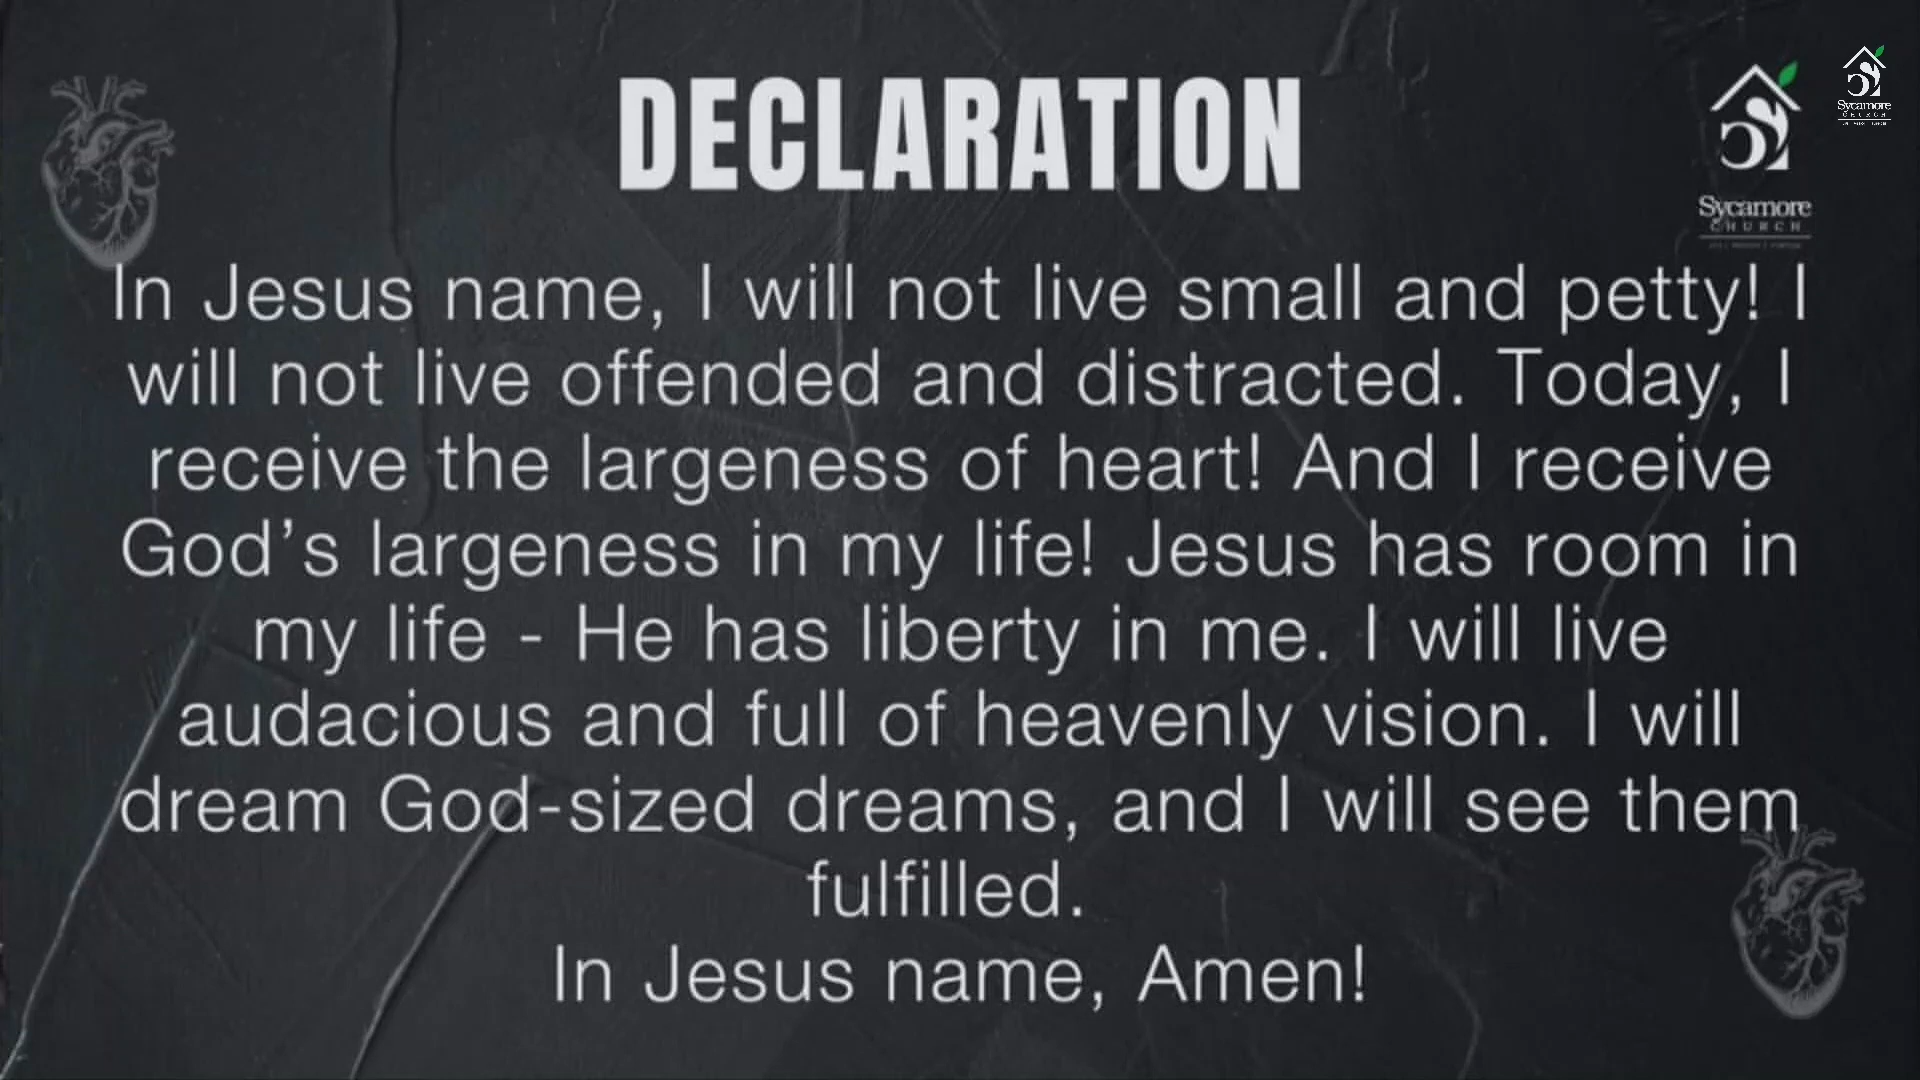 DECLARATION
Sycamore
CHURCH
Sycamore
CHURCH
In Jesus name, I will not live small and petty! I
will not live offended and distracted. Today, I
receive the largeness of heart! And I receive
God’s largeness in my life! Jesus has room in
my life - He has liberty in me. I will live
audacious and full of heavenly vision. I will
dream God-sized dreams, and I will see them
fulfilled.
In Jesus name, Amen!